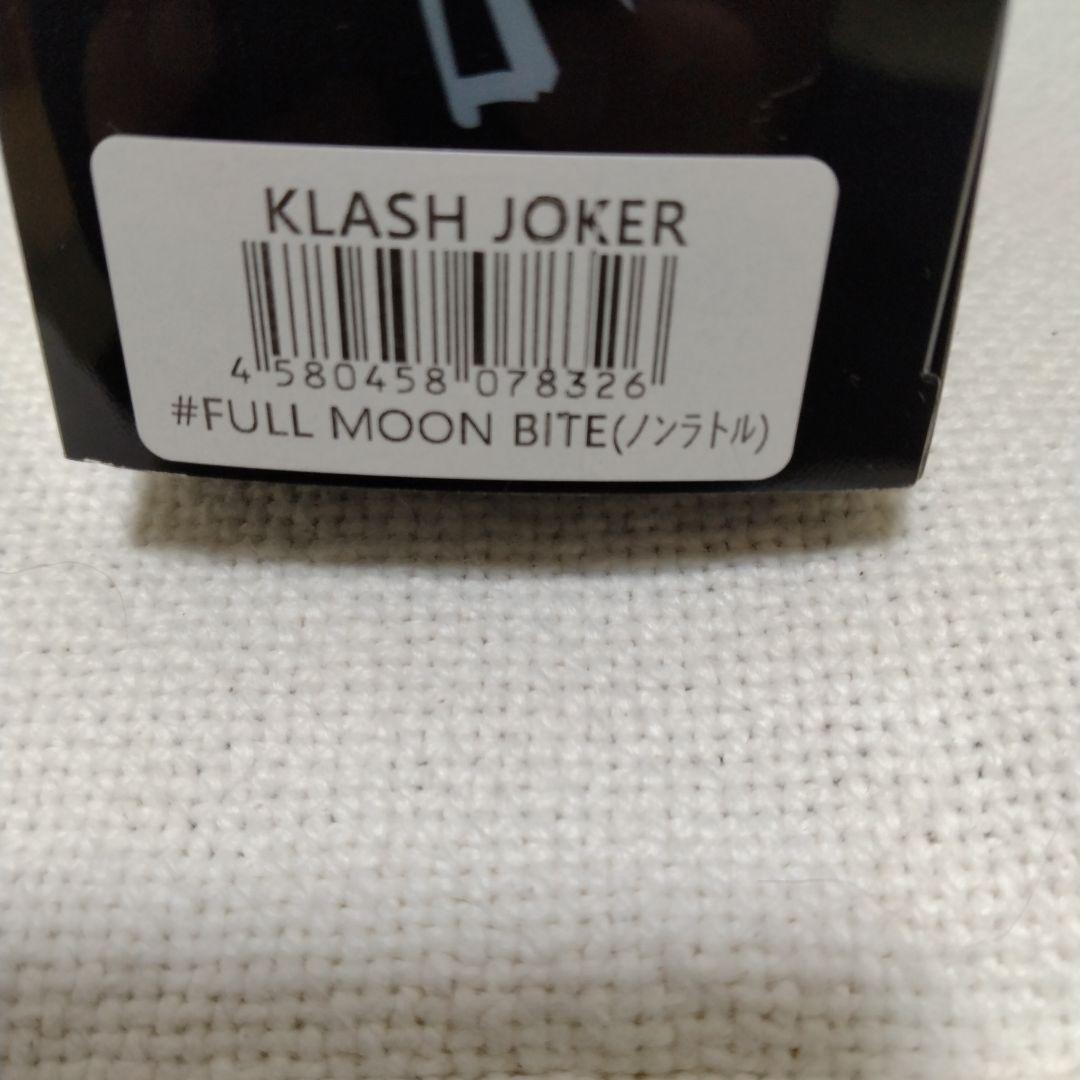 KLASH JOKER
4 580458 078326
#FULL MOON BITE(ノンラトル)